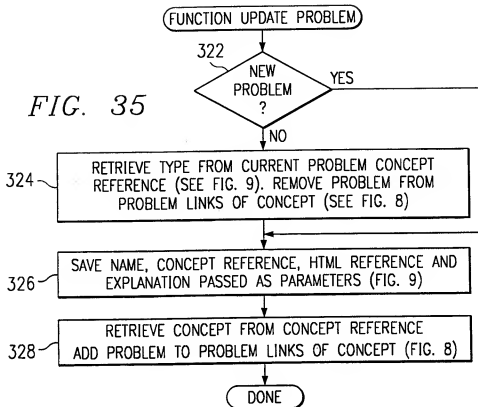 FUNCTION UPDATE PROBLEM
322
NEW
PROBLEM
?
YES
FIG. 35
NO
324
RETRIEVE TYPE FROM CURRENT PROBLEM CONCEPT
REFERENCE (SEE FIG. 9). REMOVE PROBLEM FROM
PROBLEM LINKS OF CONCEPT (SEE FIG. 8)
326
SAVE NAME, CONCEPT REFERENCE, HTML REFERENCE AND
EXPLANATION PASSED AS PARAMETERS (FIG. 9)
328
RETRIEVE CONCEPT FROM CONCEPT REFERENCE
ADD PROBLEM TO PROBLEM LINKS OF CONCEPT (FIG. 8)
DONE